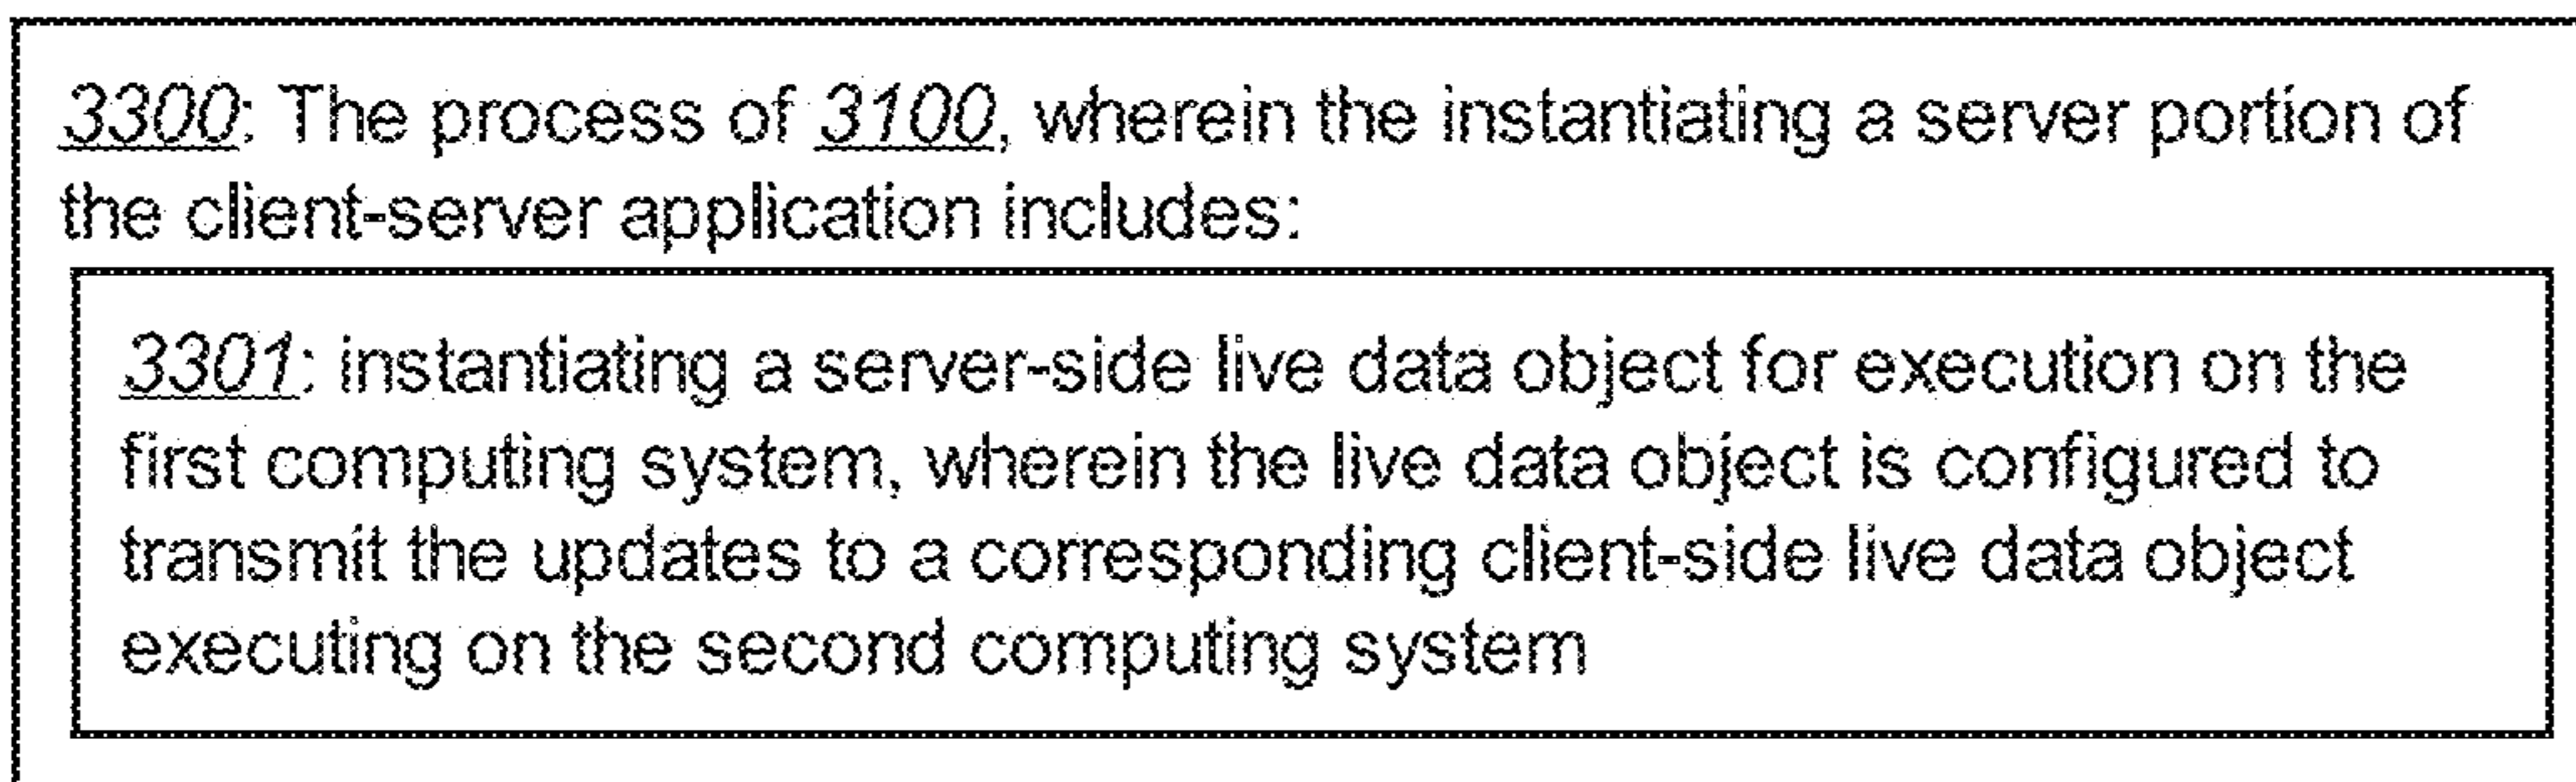 3300: The process of 3100, wherein the instantiating a server portion of
the client-server application includes:
3301: instantiating a server-side live data object for execution on the
first computing system, wherein the live data object is configured to
transmit the updates to a corresponding client-side live data object
executing on the second computing system